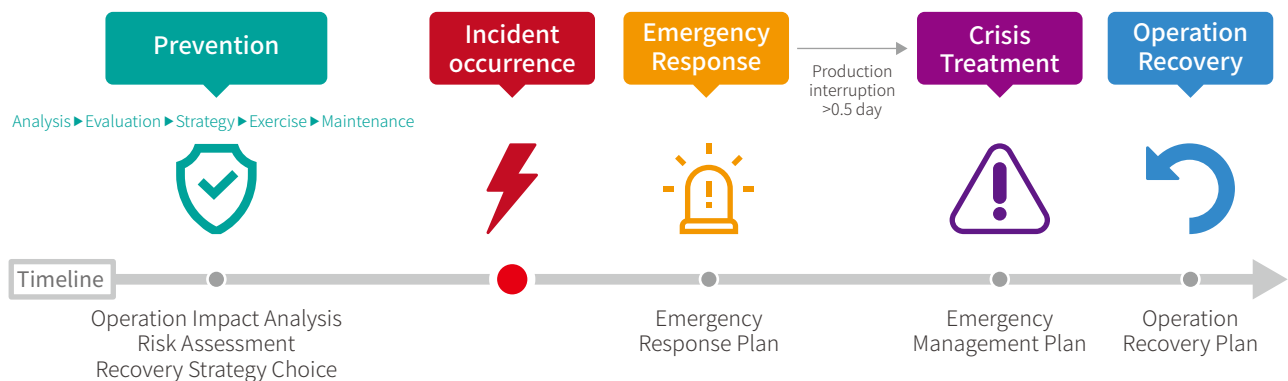 Prevention
Incident
occurrence
Emergency
Response
Production
interruption
>0.5 day
Crisis
Treatment
Operation
Recovery
Analysis▶Evaluation▶Strategy▶Exercise▶Maintenance
Timeline
Operation Impact Analysis
Risk Assessment
Recovery Strategy Choice
Emergency
Response Plan
Emergency
Management Plan
Operation
Recovery Plan